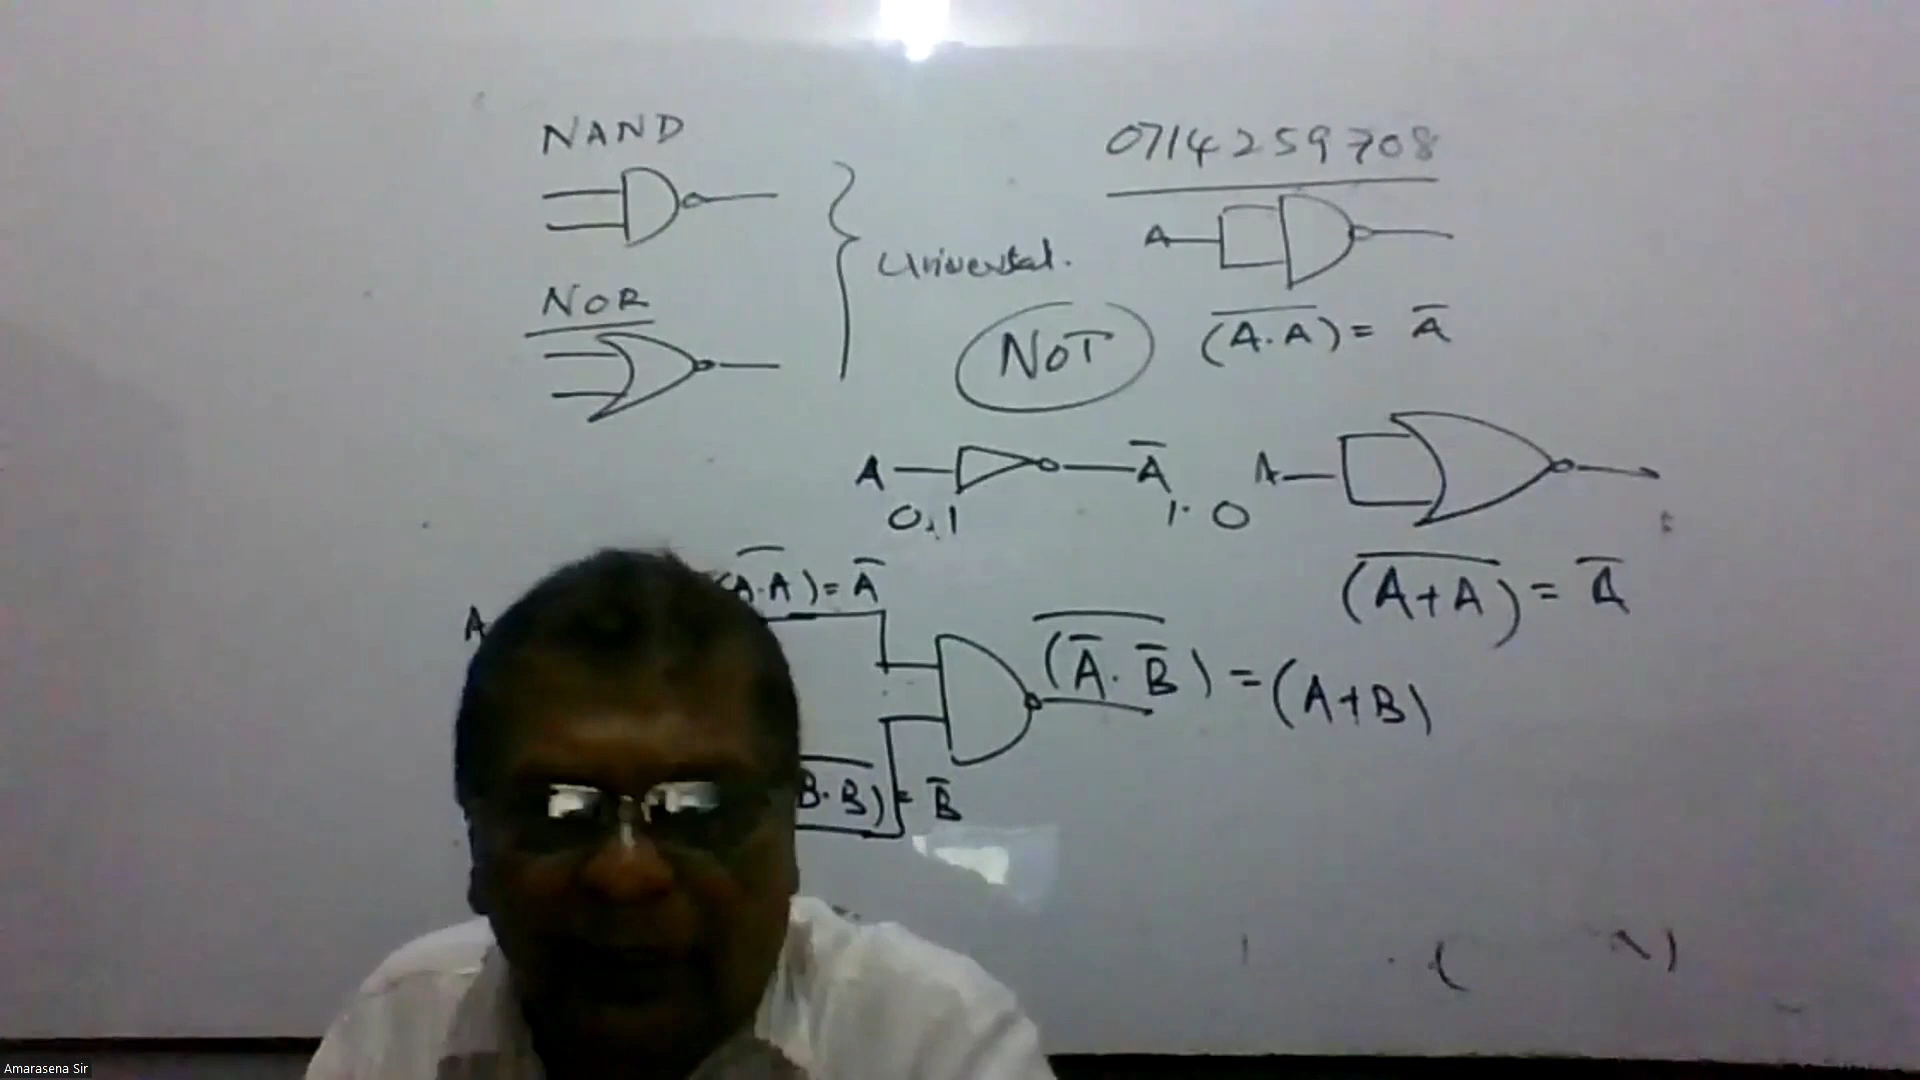 NAND
0714259708
A
Universal.
NOR
NOT
(A.A) = A̅
A
A̅
A
0,1
1. 0
(A+A) = A̅
A.A) = A̅
A
(A̅. B̅) = (A+B)
B.B) = B̅
Amarasena Sir